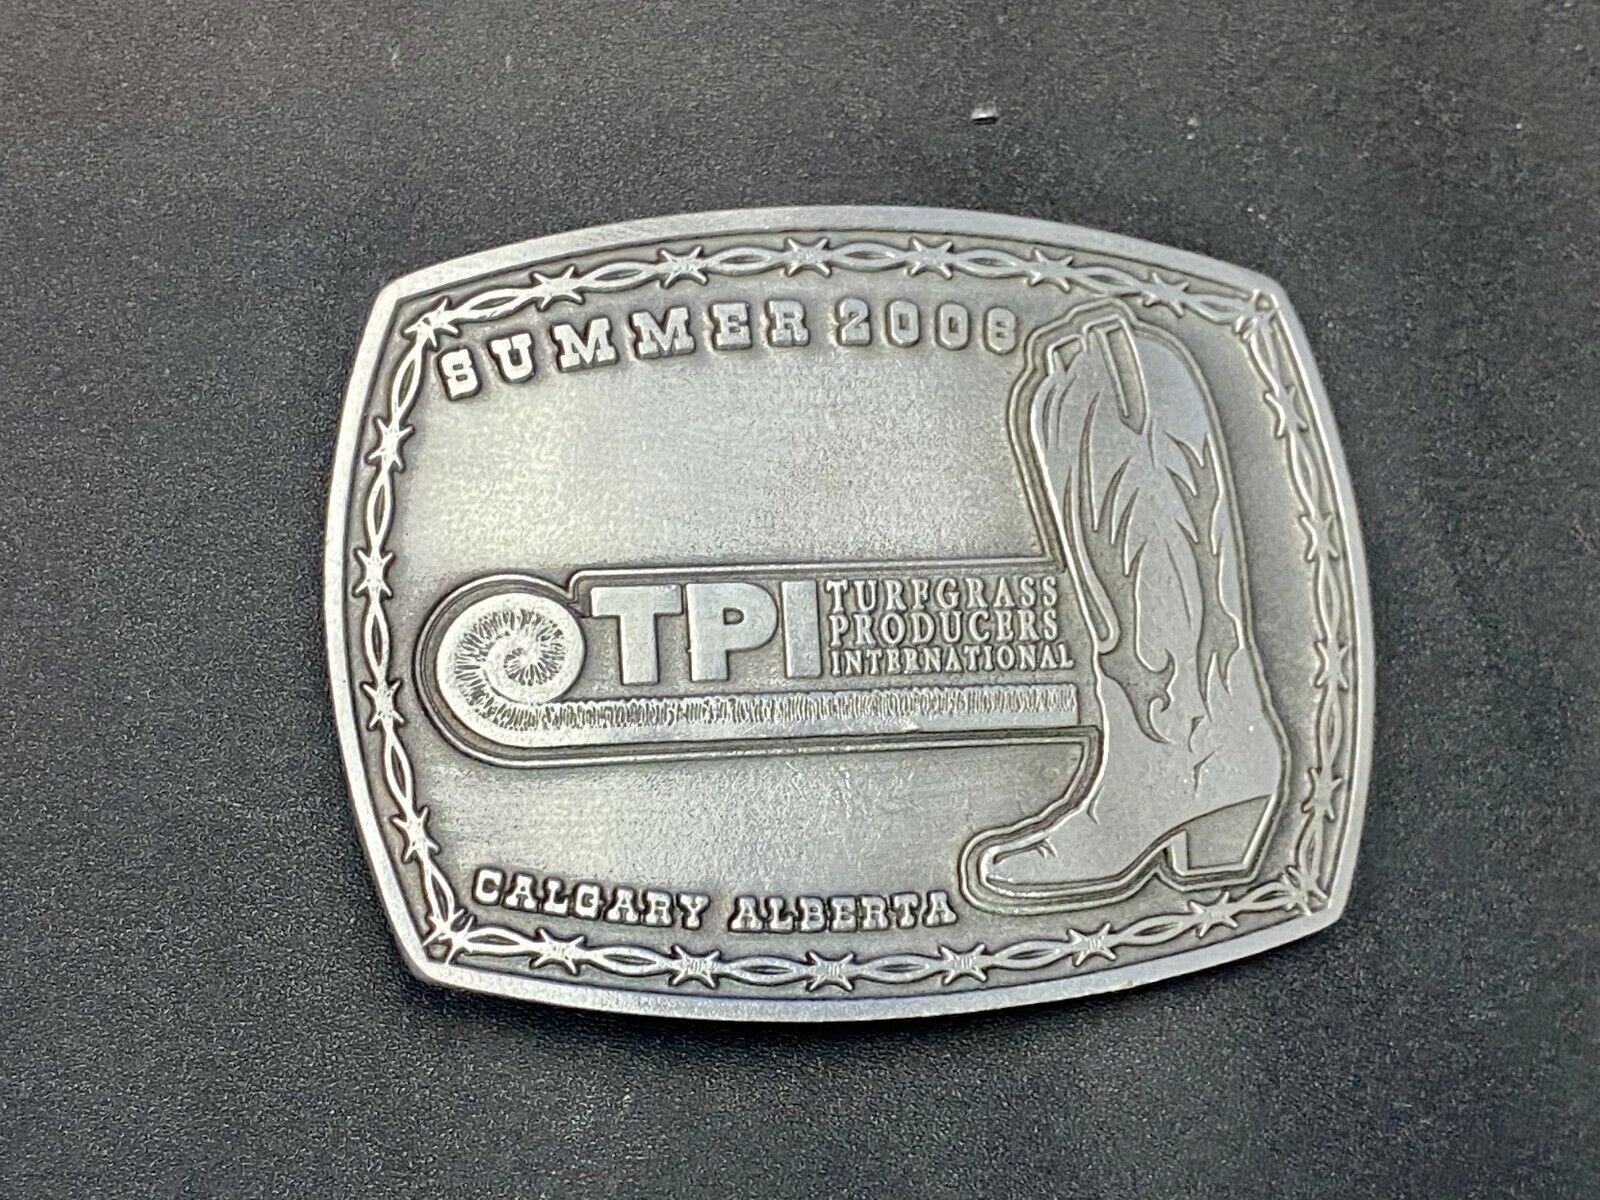 SUMMER 2008
TPI
TURFGRASS
PRODUCERS
INTERNATIONAL
CALGARY ALBERTA